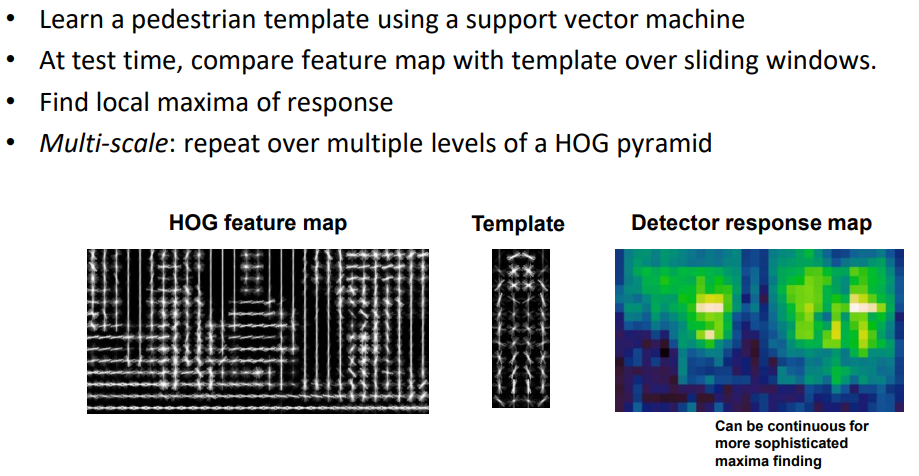 • Learn a pedestrian template using a support vector machine
• At test time, compare feature map with template over sliding windows.
• Find local maxima of response
• Multi-scale: repeat over multiple levels of a HOG pyramid
HOG feature map
Template
Detector response map
Can be continuous for
more sophisticated
maxima finding